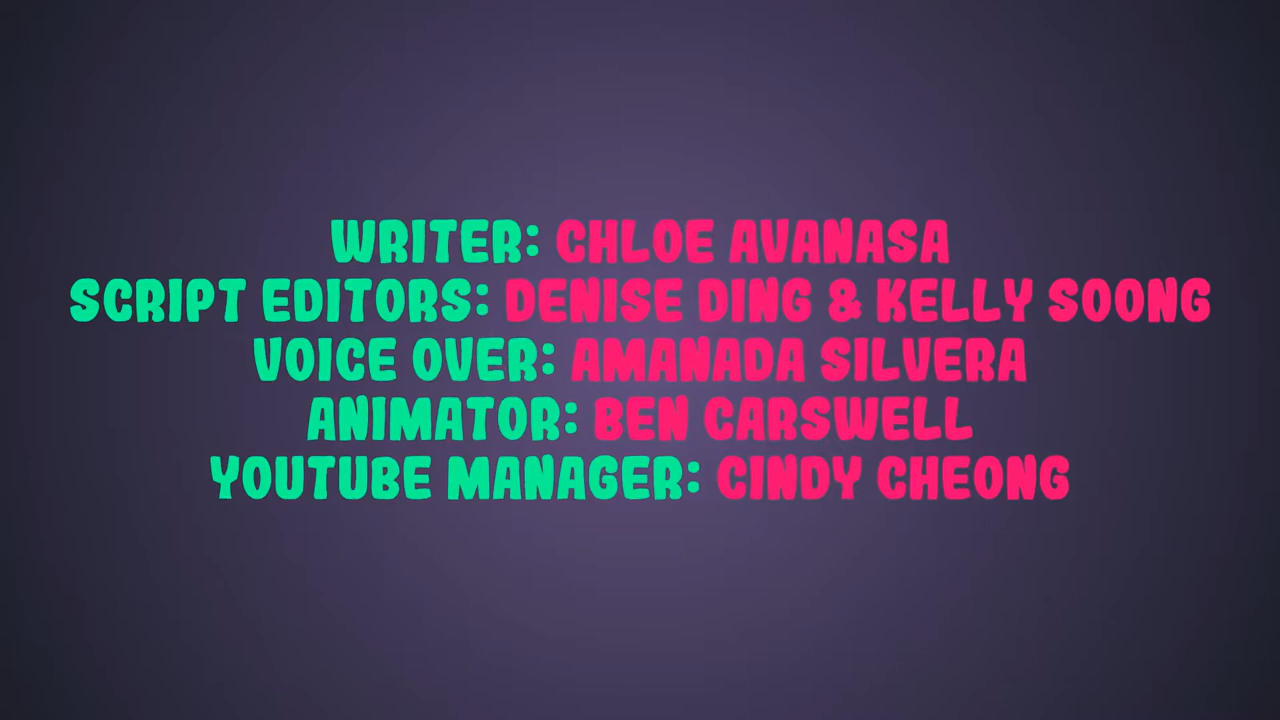 WRITER: CHLOE AVANASA
SCRIPT EDITORS: DENISE DING & KELLY SOONG
VOICE OVER: AMANADA SILVERA
ANIMATOR: BEN CARSWELL
YOUTUBE MANAGER: CINDY CHEONG